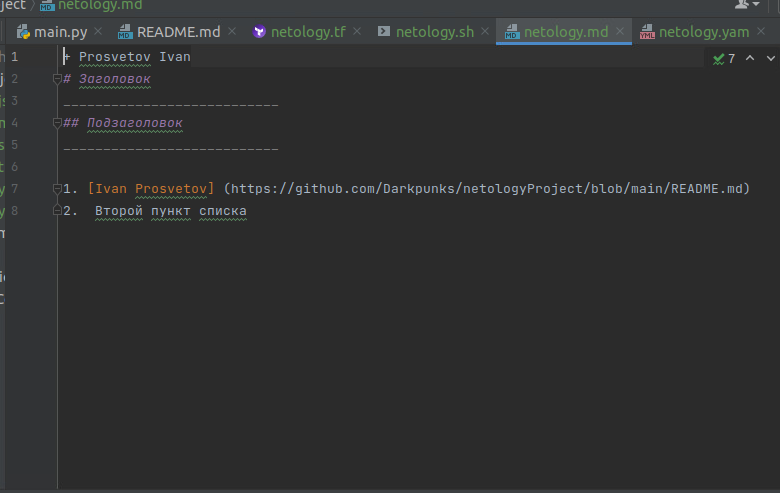 ject netology.md
main.py README.md netology.tf netology.sh netology.md netology.yam
1 + Prosvetov Ivan 7
2 # Заголовок
3 ___________________________
4 ## Подзаголовок
5 ___________________________
6
7 1. [Ivan Prosvetov] (https://github.com/Darkpunks/netologyProject/blob/main/README.md)
8 2.  Второй пункт списка